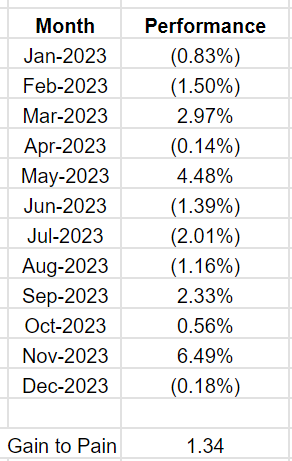 Month Performance
Jan-2023 (0.83%)
Feb-2023 (1.50%)
Mar-2023 2.97%
Apr-2023 (0.14%)
May-2023 4.48%
Jun-2023 (1.39%)
Jul-2023 (2.01%)
Aug-2023 (1.16%)
Sep-2023 2.33%
Oct-2023 0.56%
Nov-2023 6.49%
Dec-2023 (0.18%)
Gain to Pain 1.34